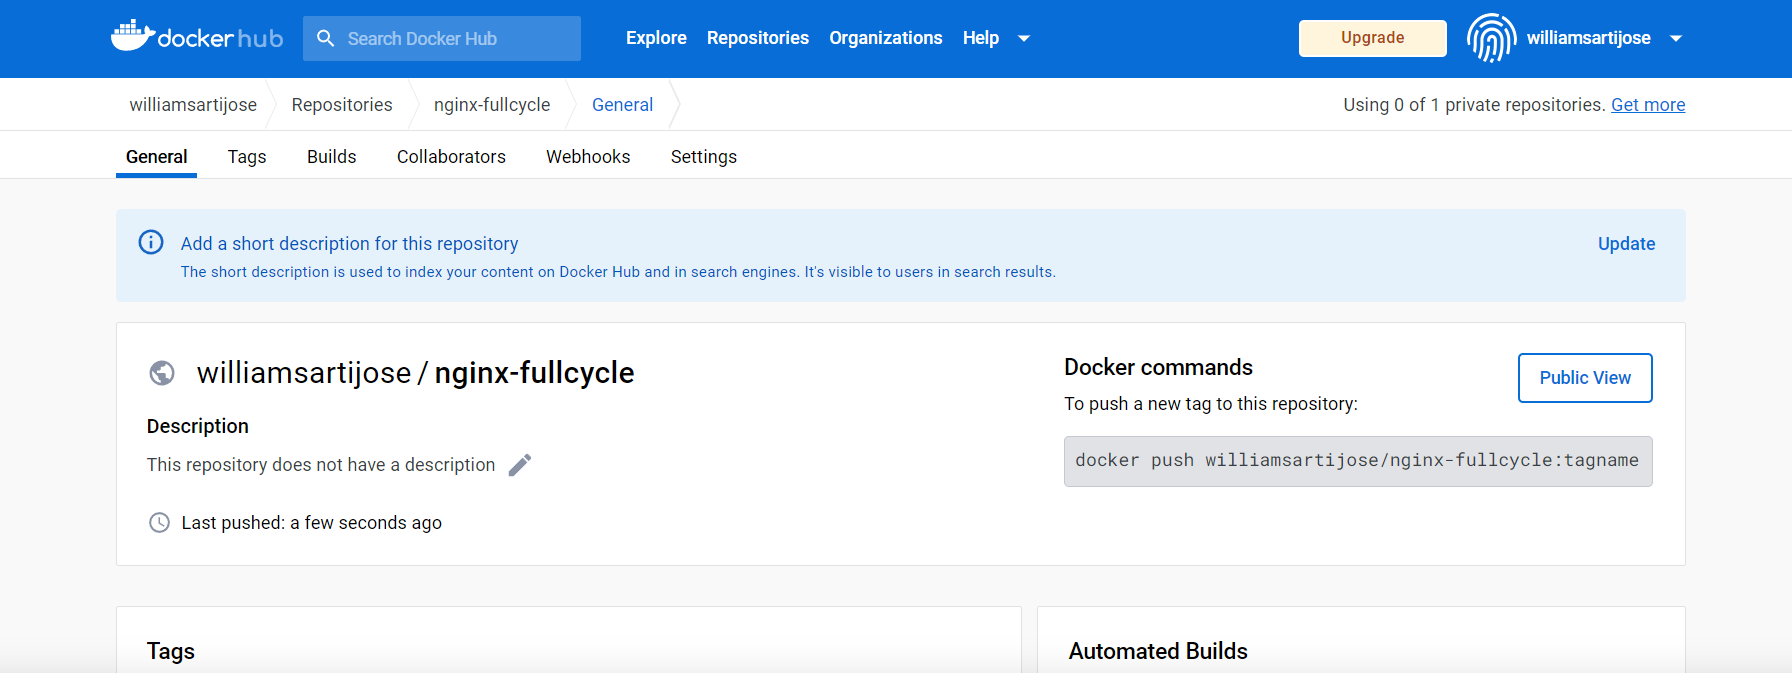 docker hub
Search Docker Hub
Explore Repositories Organizations Help
Upgrade
williamsartijose
williamsartijose Repositories nginx-fullcycle General
Using 0 of 1 private repositories. Get more
General Tags Builds Collaborators Webhooks Settings
Add a short description for this repository
Update
The short description is used to index your content on Docker Hub and in search engines. It's visible to users in search results.
williamsartijose / nginx-fullcycle
Description
This repository does not have a description
Last pushed: a few seconds ago
Docker commands
Public View
To push a new tag to this repository:
docker push williamsartijose/nginx-fullcycle:tagname
Tags
Automated Builds